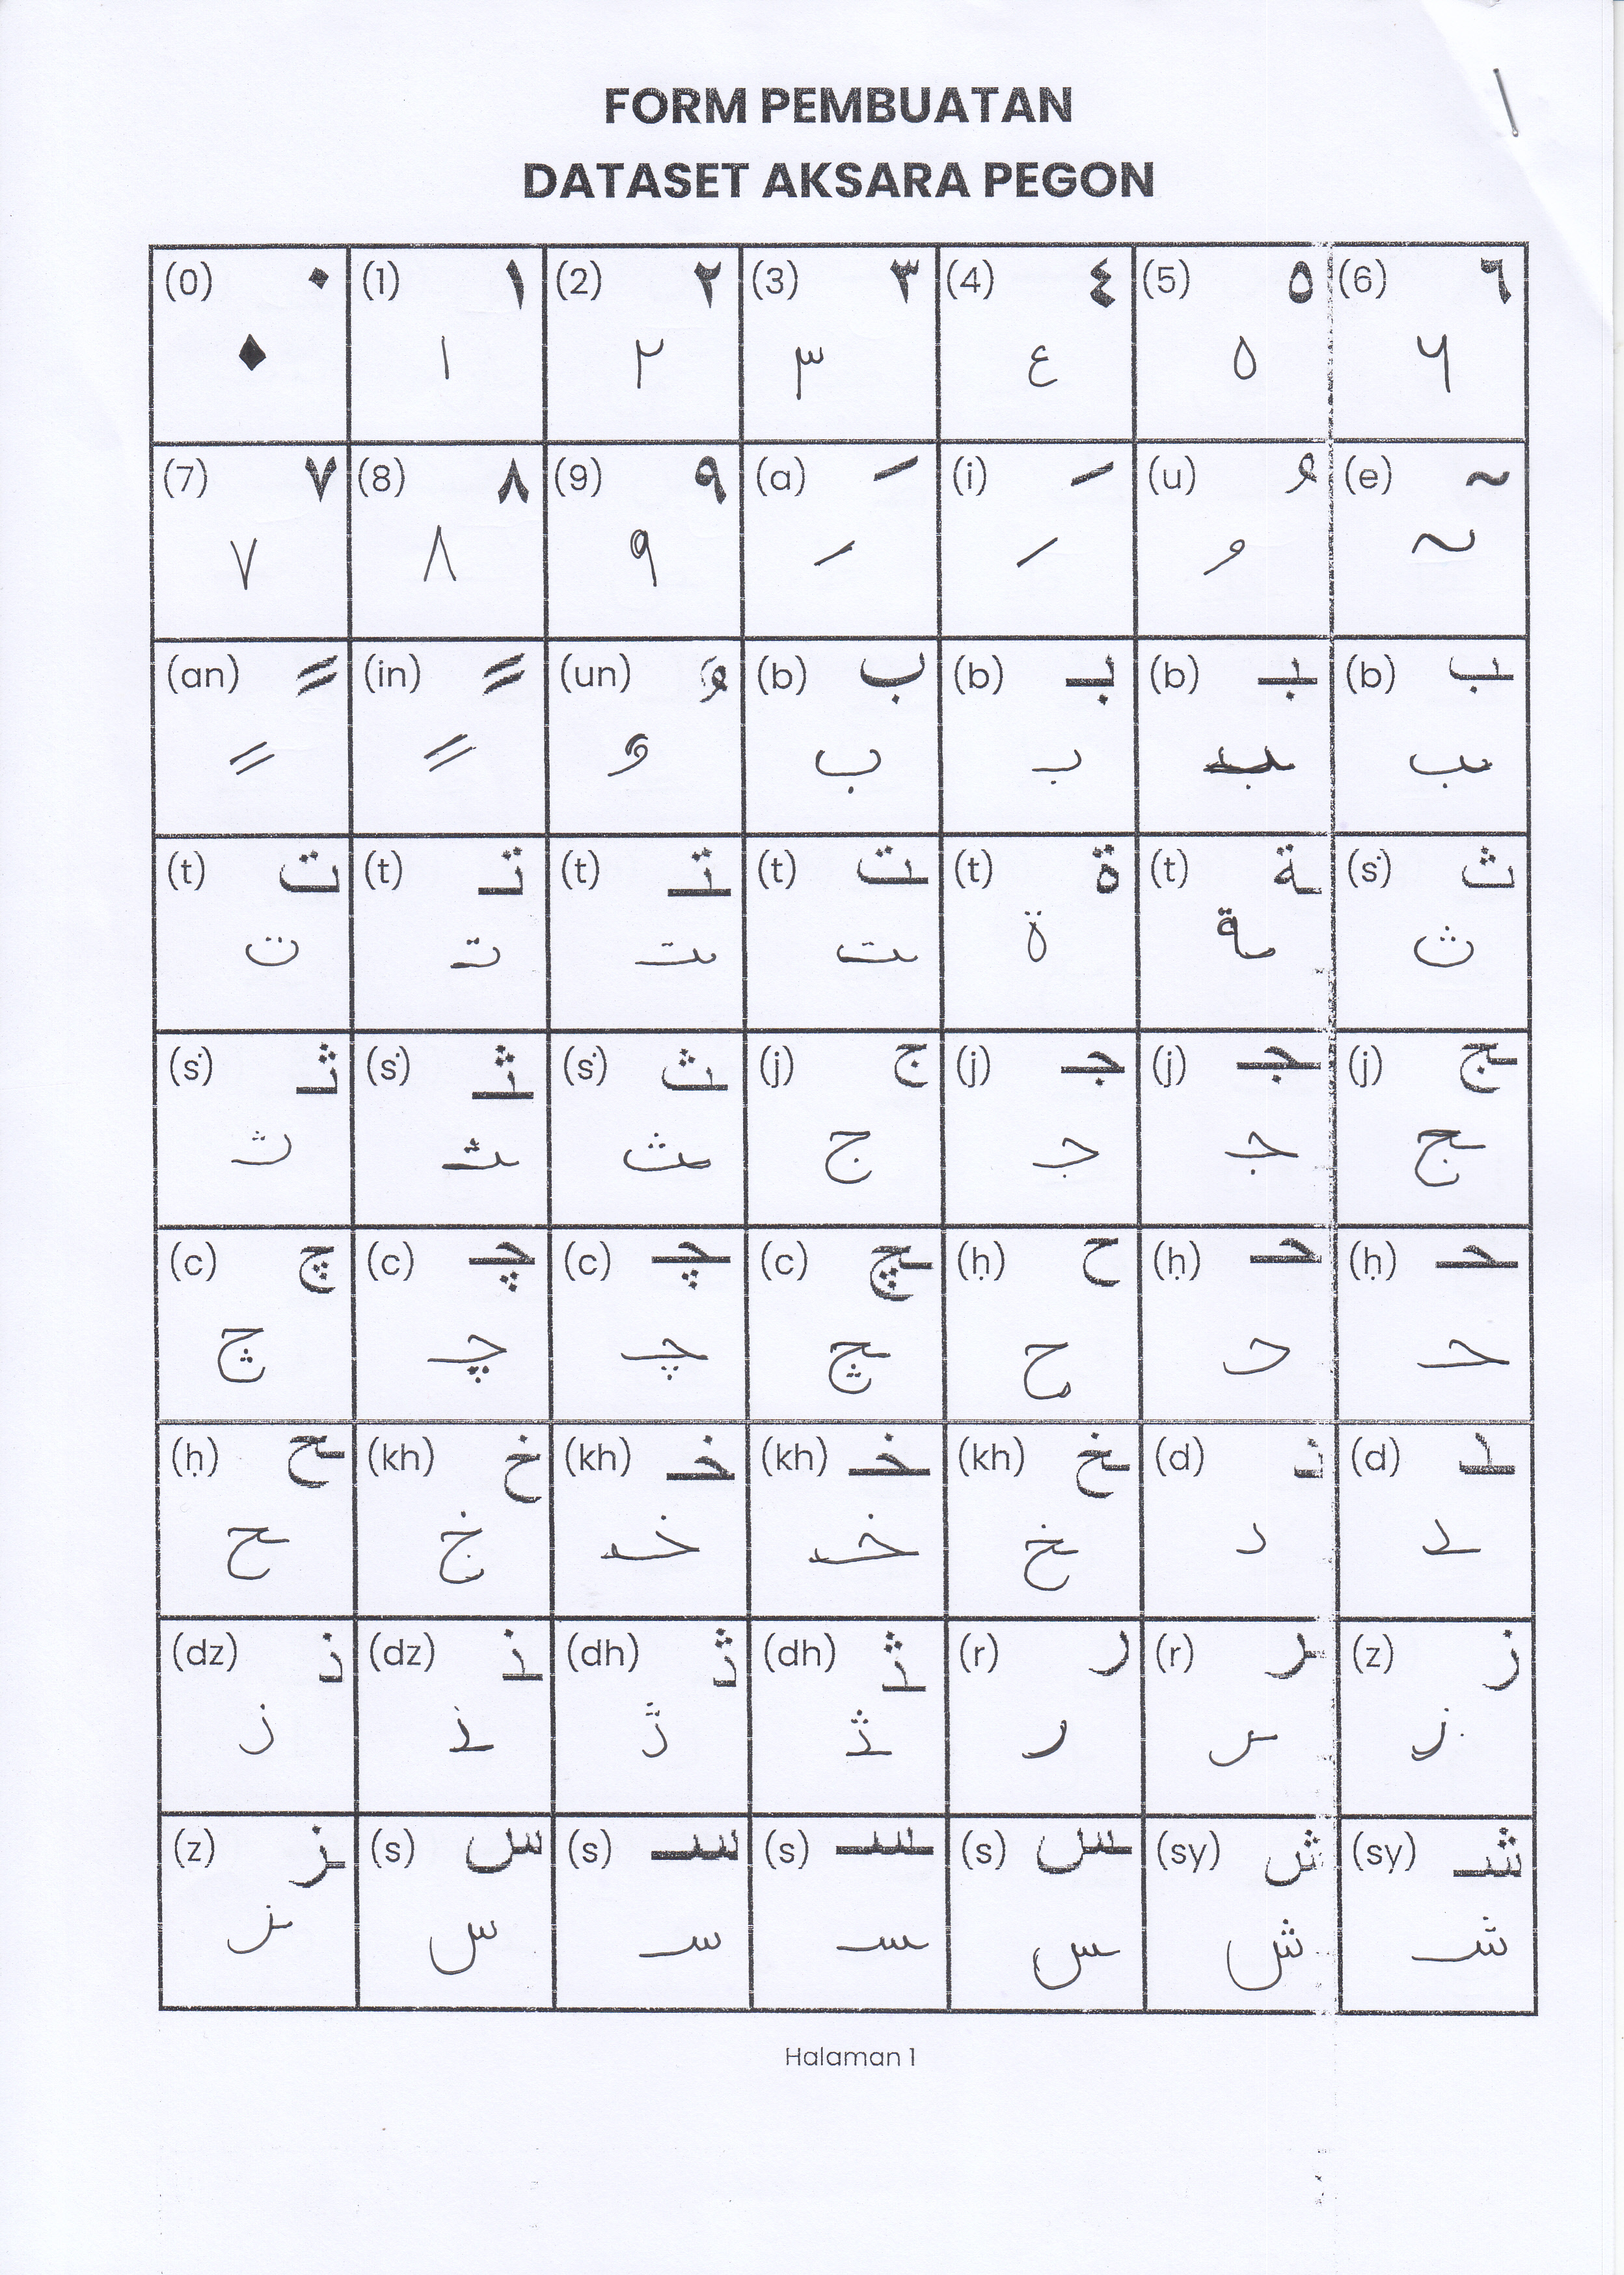 FORM PEMBUATAN
DATASET AKSARA PEGON
(0) ٠ (1) ١ (2) ٢ (3) ٣ (4) ٤ (5) ٥ (6) ٦
٠ ١ ٢ ٣ ٤ ٥ ٦
(7) ٧ (8) ٨ (9) ٩ (a) ـَ (i) ـِ (u) ـُ (e) ~
٧ ٨ ٩ ـَ ـِ ـُ ~
(an) ـً (in) ـٍ (un) ـٌ (b) ب (b) بـ (b) ـبـ (b) ـب
ـً ـٍ ـٌ ب بـ ـبـ ـب
(t) ت (t) تـ (t) ـتـ (t) ـت (t) ة (t) ـة (ṡ) ث
ت تـ ـتـ ـت ة ـة ث
(ṡ) ثـ (ṡ) ـثـ (ṡ) ـث (j) ج (j) جـ (j) ـجـ (j) ـج
ثـ ـثـ ـث ج جـ ـجـ ـج
(c) چ (c) چـ (c) ـچـ (c) ـچ (ḥ) ح (ḥ) حـ (ḥ) ـحـ
چ چـ ـچـ ـچ ح حـ ـحـ
(ḥ) ـح (kh) خ (kh) خـ (kh) ـخـ (kh) ـخ (d) د (d) ـد
ـح خ خـ ـخـ ـخ د ـد
(dz) ذ (dz) ـذ (dh) ڎ (dh) ـڎ (r) ر (r) ـر (z) ز
ذ ـذ ڎ ـڎ ر ـر ز
(z) ـز (s) س (s) سـ (s) ـسـ (s) ـس (sy) ش (sy) شـ
ـز س سـ ـسـ ـس ش شـ
Halaman 1